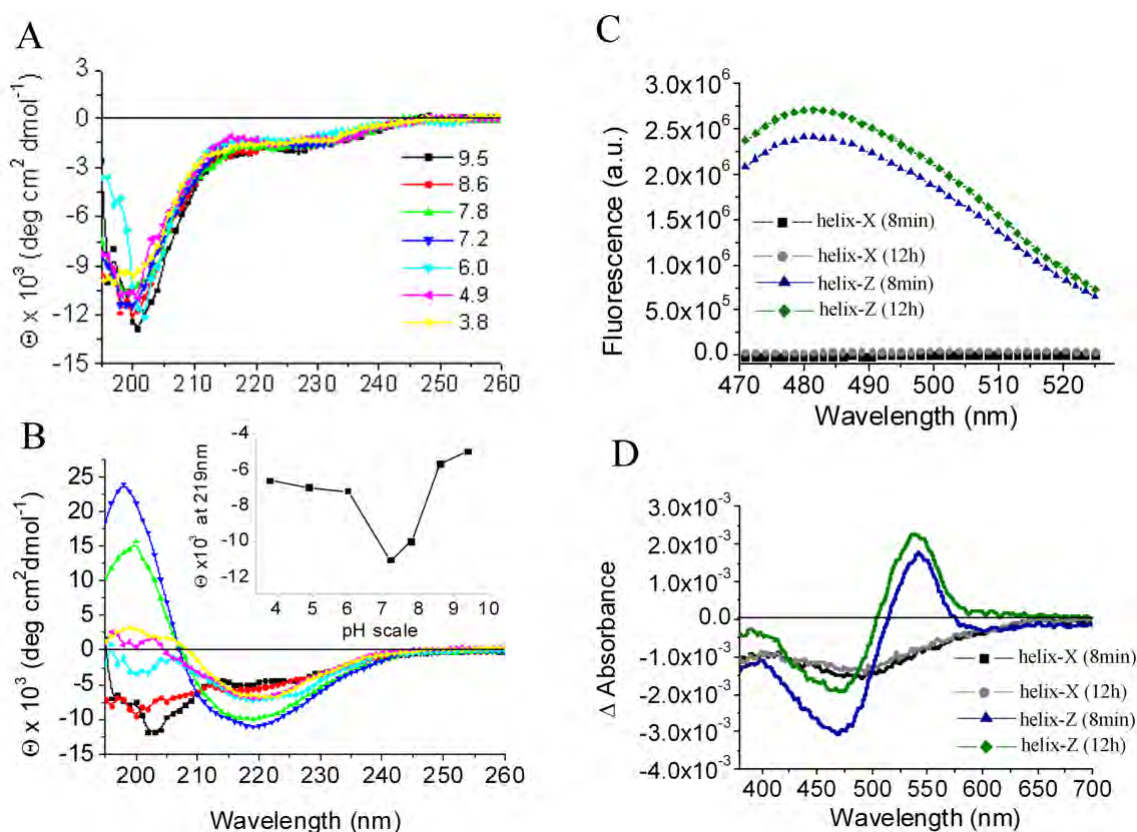 A
Θ x 10³ (deg cm² dmol⁻¹)
3
0
-3
-6
-9
-12
-15
9.5
8.6
7.8
7.2
6.0
4.9
3.8
200 210 220 230 240 250 260
B
Θ x 10³ (deg cm²dmol⁻¹)
25
20
15
10
5
0
-5
-10
-15
200 210 220 230 240 250 260
Wavelength (nm)
Θ x10³ at 219nm
-4
-6
-8
-10
-12
4 5 6 7 8 9 10
pH scale
C
Fluorescence (a.u.)
3.0x10⁶
2.5x10⁶
2.0x10⁶
1.5x10⁶
1.0x10⁶
5.0x10⁵
0.0
helix-X (8min)
helix-X (12h)
helix-Z (8min)
helix-Z (12h)
470 480 490 500 510 520
Wavelength (nm)
D
Δ Absorbance
3.0x10⁻³
2.0x10⁻³
1.0x10⁻³
0.0
-1.0x10⁻³
-2.0x10⁻³
-3.0x10⁻³
-4.0x10⁻³
helix-X (8min)
helix-X (12h)
helix-Z (8min)
helix-Z (12h)
400 450 500 550 600 650 700
Wavelength (nm)